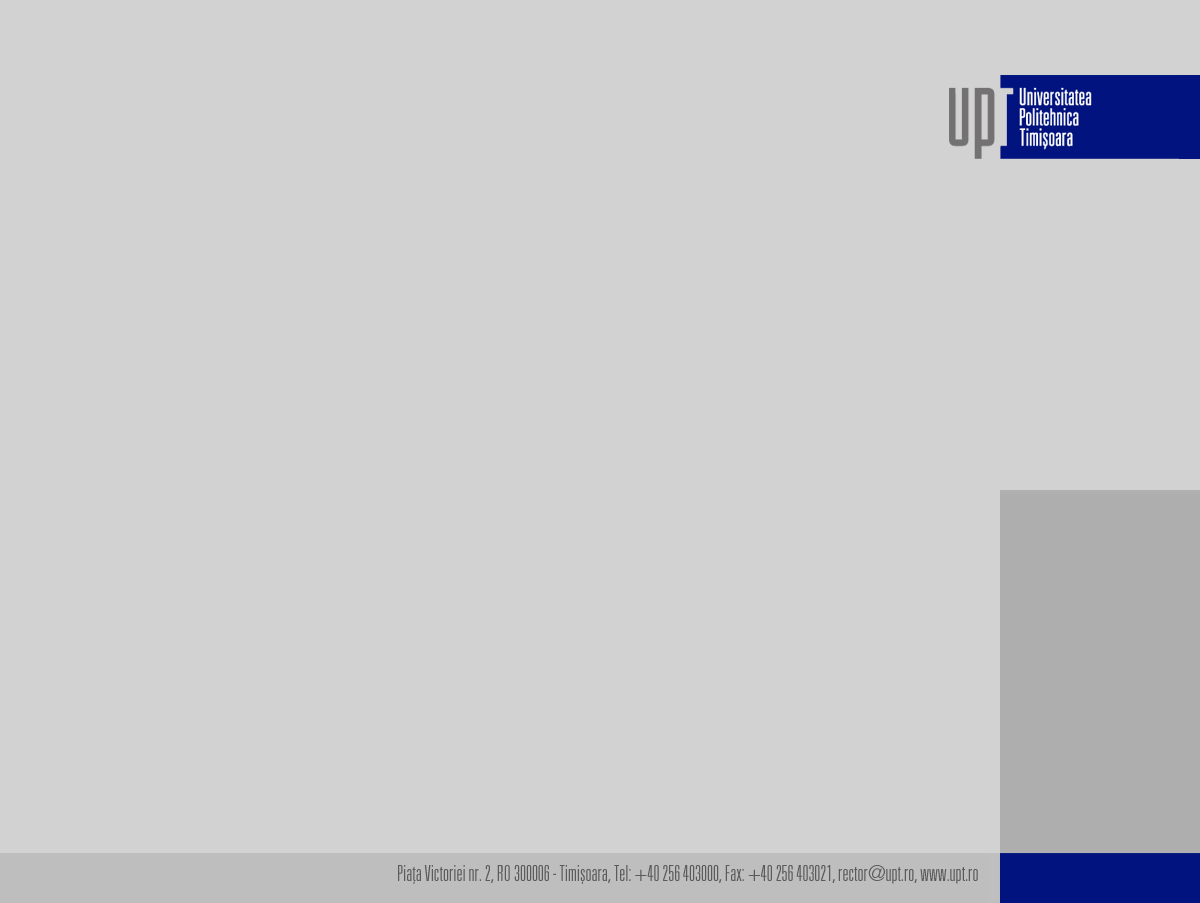 upt
Universitatea
Politehnica
Timișoara
Piața Victoriei nr. 2, RO 300006 - Timișoara, Tel: +40 256 403000, Fax: +40 256 403021, rector@upt.ro, www.upt.ro